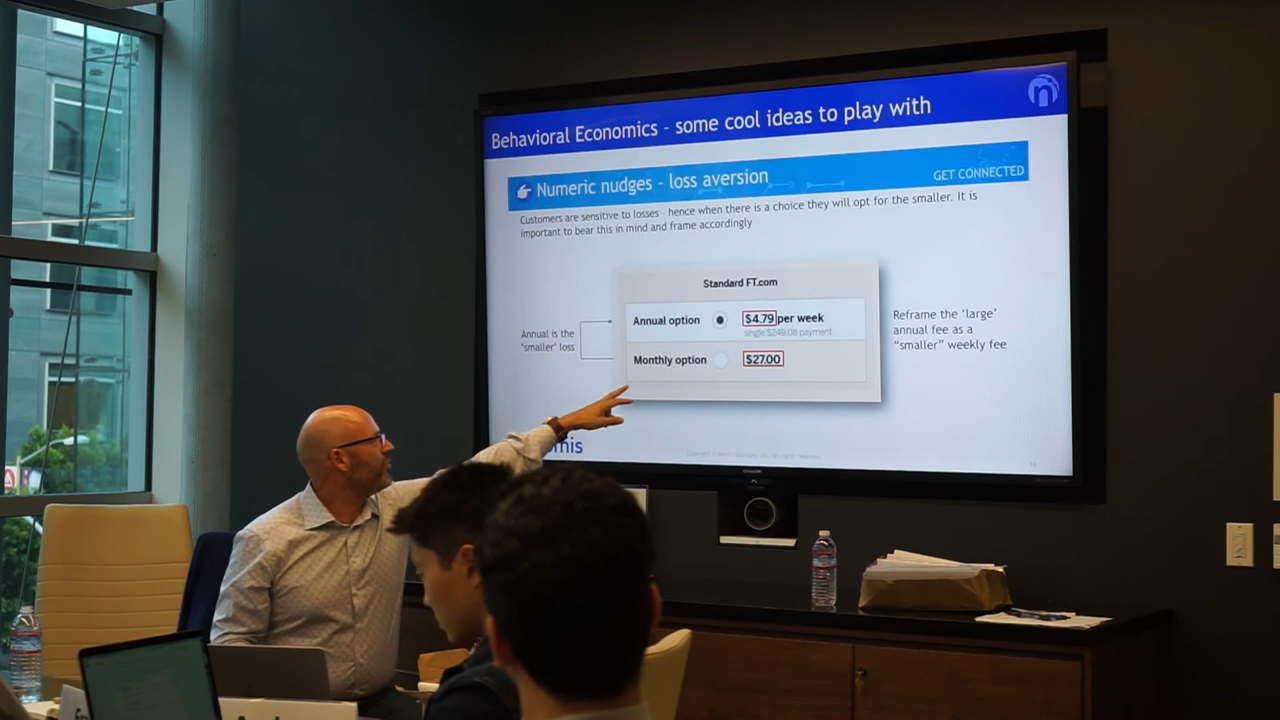 Behavioral Economics - some cool ideas to play with
Numeric nudges - loss aversion
GET CONNECTED
Customers are sensitive to losses - hence when there is a choice they will opt for the smaller. It is
important to bear this in mind and frame accordingly
Standard FT.com
Annual option $4.79 per week
single $249.08 payment
Monthly option $27.00
Annual is the
'smaller' loss
Reframe the 'large'
annual fee as a
"smaller" weekly fee